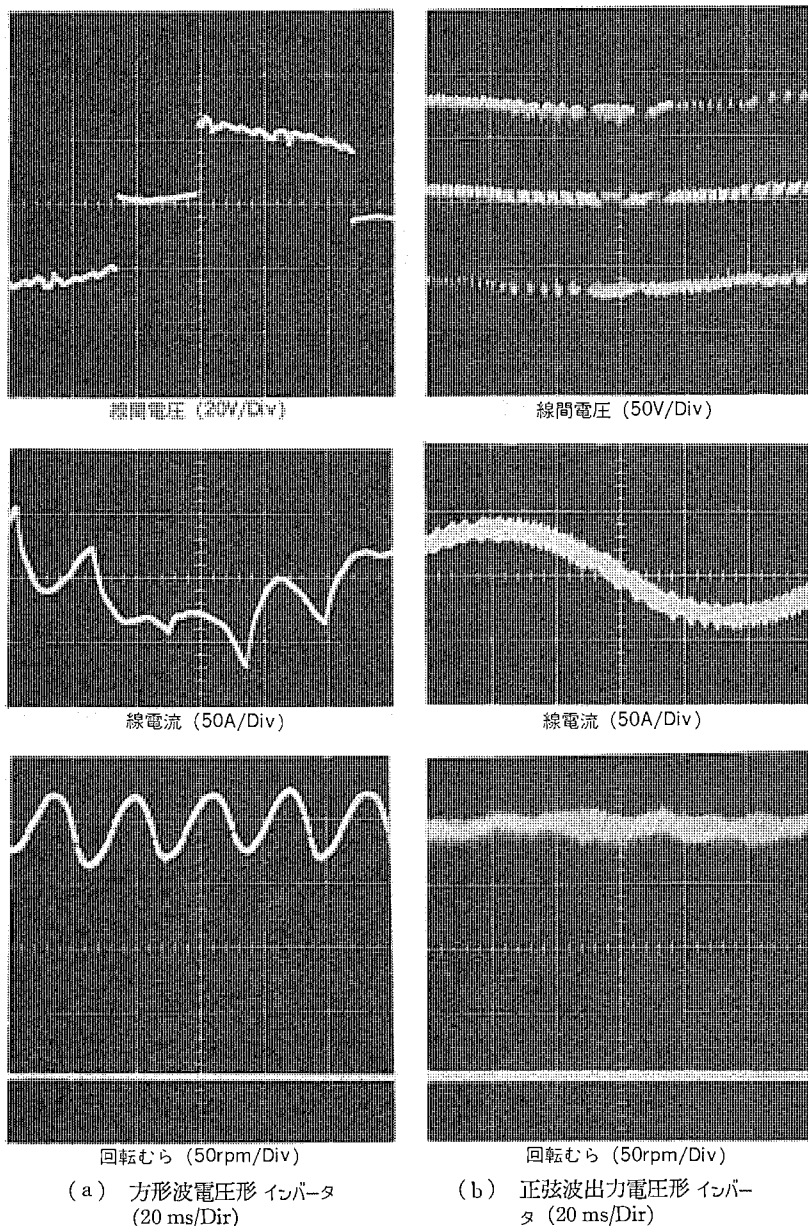 線間電圧 (20V/Div)
線間電圧 (50V/Div)
線電流 (50A/Div)
線電流 (50A/Div)
回転むら (50rpm/Div)
回転むら (50rpm/Div)
(a) 方形波電圧形 インバータ
(20 ms/Dir)
(b) 正弦波出力電圧形 インバー
タ (20 ms/Dir)